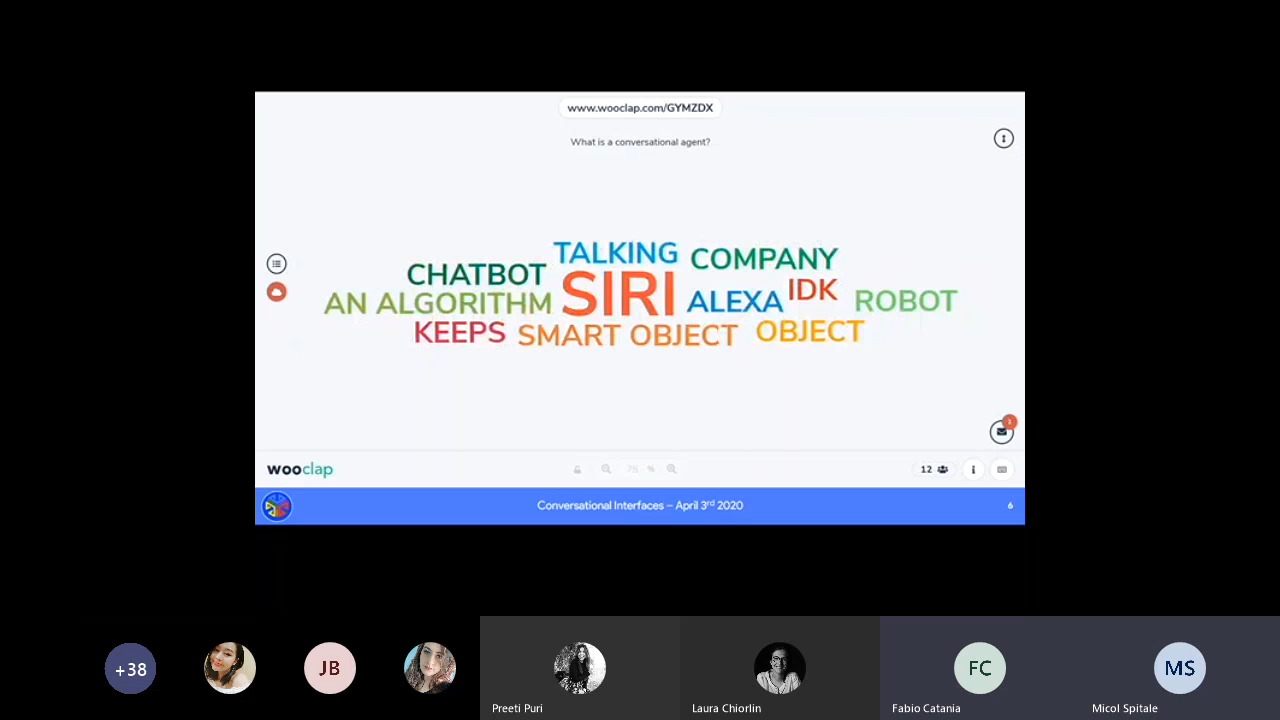 www.wooclap.com/GYMZDX
What is a conversational agent?
TALKING COMPANY
CHATBOT SIRI ALEXA IDK ROBOT
AN ALGORITHM
KEEPS SMART OBJECT OBJECT
wooclap
75 %
12
Conversational Interfaces – April 3rd 2020
6
+38
JB
FC
MS
Preeti Puri
Laura Chiorlin
Fabio Catania
Micol Spitale